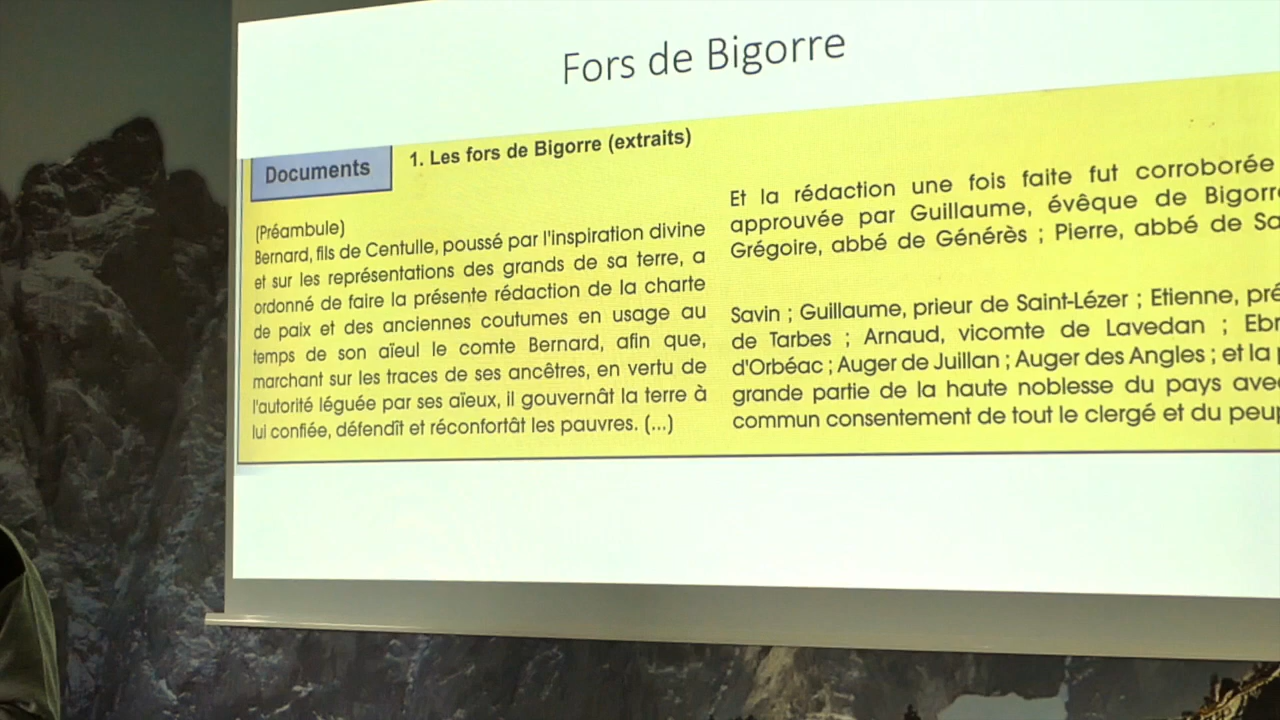 Fors de Bigorre
Documents
1. Les fors de Bigorre (extraits)
(Préambule)
Bernard, fils de Centulle, poussé par l'inspiration divine
et sur les représentations des grands de sa terre, a
ordonné de faire la présente rédaction de la charte
de paix et des anciennes coutumes en usage au
temps de son aïeul le comte Bernard, afin que,
marchant sur les traces de ses ancêtres, en vertu de
l'autorité léguée par ses aïeux, il gouvernât la terre à
lui confiée, défendît et réconfortât les pauvres. (...)
Et la rédaction une fois faite fut corroborée
approuvée par Guillaume, évêque de
Grégoire, abbé de Générès ; Pierre, abbé de
Savin ; Guillaume, prieur de Saint-Lézer ; Etienne,
de Tarbes ; Arnaud, vicomte de Lavedan ;
d'Orbéac ; Auger de Juillan ; Auger des Angles ; et la
grande partie de la haute noblesse du pays
commun consentement de tout le clergé et du